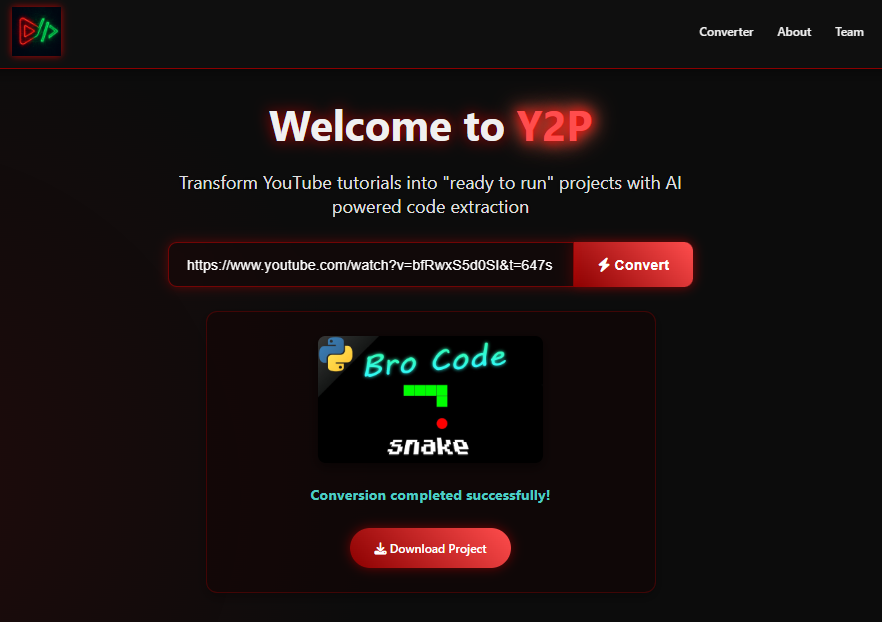 Converter About Team
Welcome to Y2P
Transform YouTube tutorials into "ready to run" projects with AI
powered code extraction
https://www.youtube.com/watch?v=bfRwxS5d0SI&t=647s
Convert
Bro Code
snake
Conversion completed successfully!
Download Project